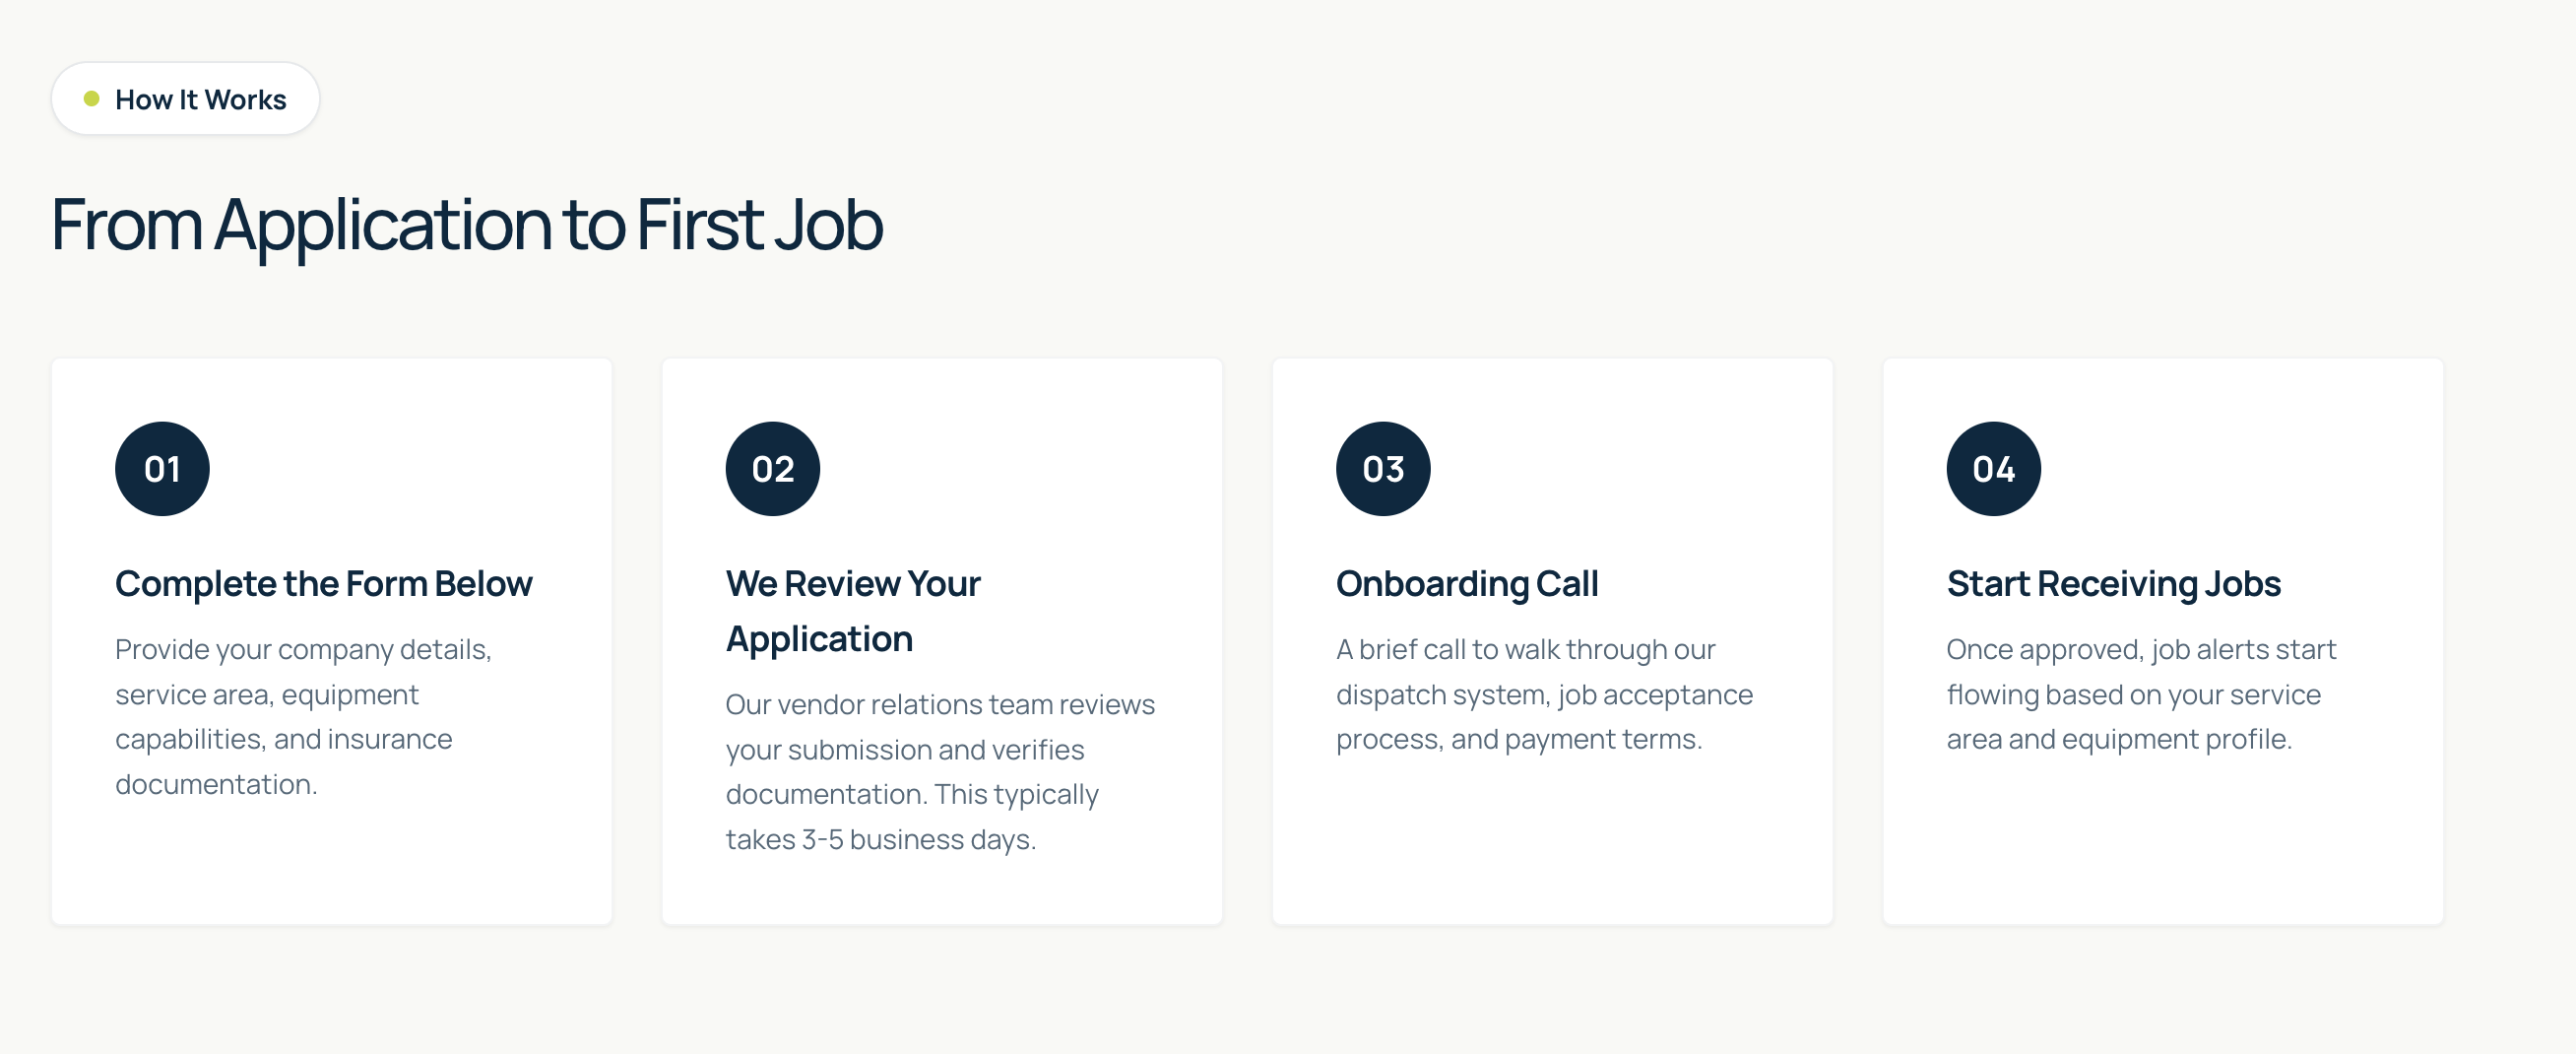 How It Works
From Application to First Job
01
Complete the Form Below
Provide your company details,
service area, equipment
capabilities, and insurance
documentation.
02
We Review Your
Application
Our vendor relations team reviews
your submission and verifies
documentation. This typically
takes 3-5 business days.
03
Onboarding Call
A brief call to walk through our
dispatch system, job acceptance
process, and payment terms.
04
Start Receiving Jobs
Once approved, job alerts start
flowing based on your service
area and equipment profile.